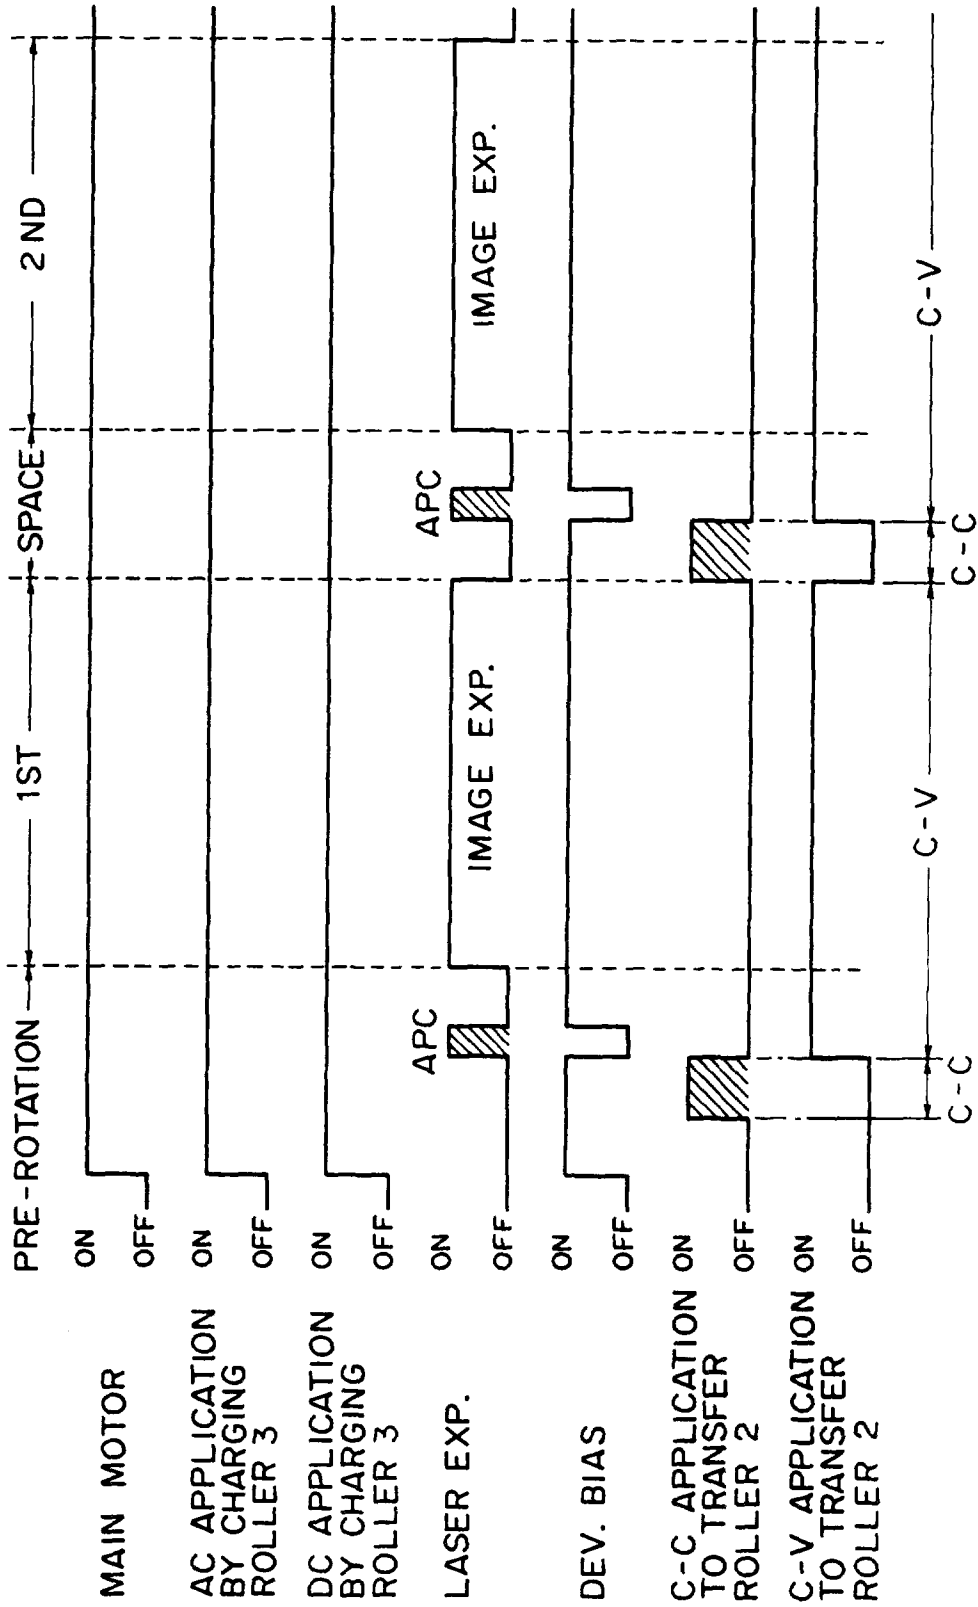 PRE-ROTATION
1ST
SPACE
2ND
MAIN MOTOR
ON
OFF
AC APPLICATION
BY CHARGING
ROLLER 3
ON
OFF
DC APPLICATION
BY CHARGING
ROLLER 3
ON
OFF
LASER EXP.
ON
OFF
APC
IMAGE EXP.
APC
IMAGE EXP.
DEV. BIAS
ON
OFF
C-C APPLICATION
TO TRANSFER
ROLLER 2
ON
OFF
C-V APPLICATION
TO TRANSFER
ROLLER 2
ON
OFF
C-C
C-V
C-C
C-V